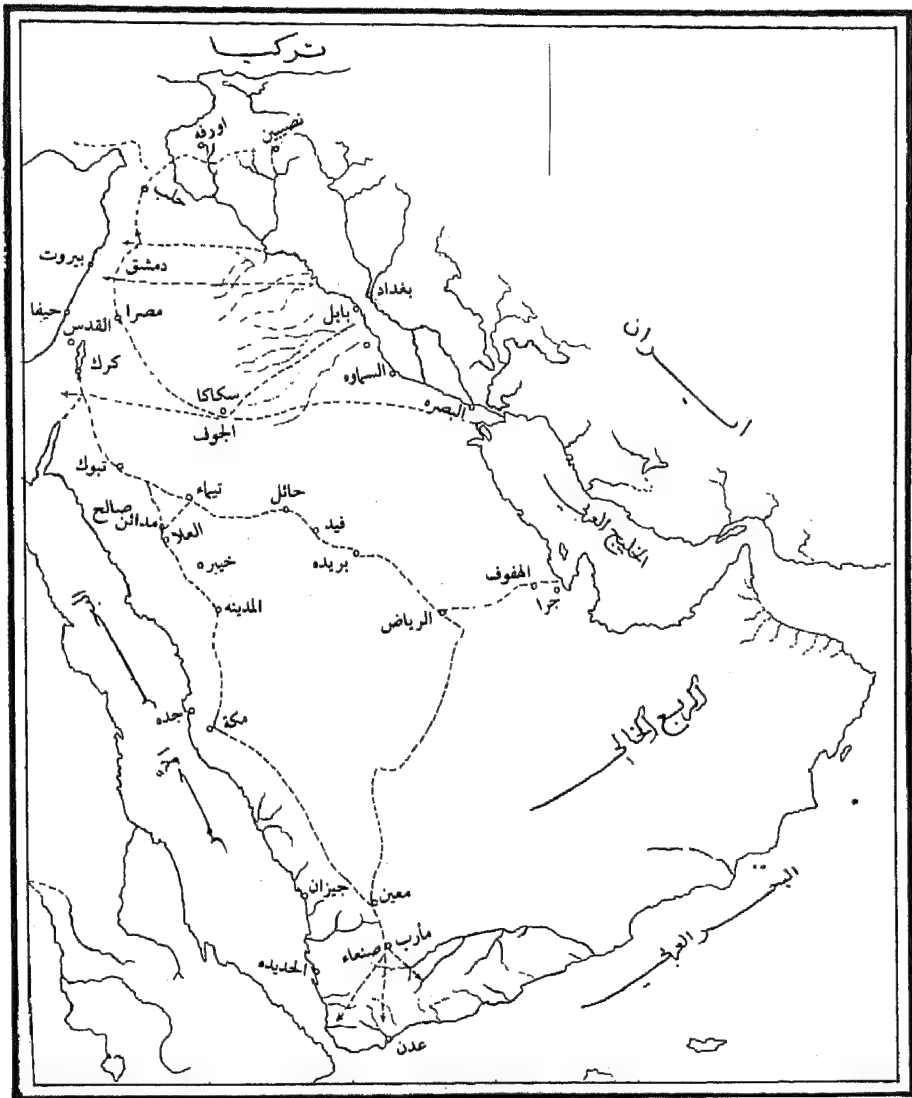 تركيا
نصيبين
اورفه
حلب
بيروت
دمشق
بغداد
حيفا
مصرا
بابل
القدس
ايران
كرك
السماوه
سكاكا
الجوف
البصره
تبوك
تيماء
حائل
مدائن صالح
العلا
فيد
الخليج العربي
خيبر
بريده
الهفوف
جرا
المدينه
الرياض
جده
مكة
الربع الخالي
جيزان
معين
البحر العربي
مأرب
صنعاء
الحديده
عدن